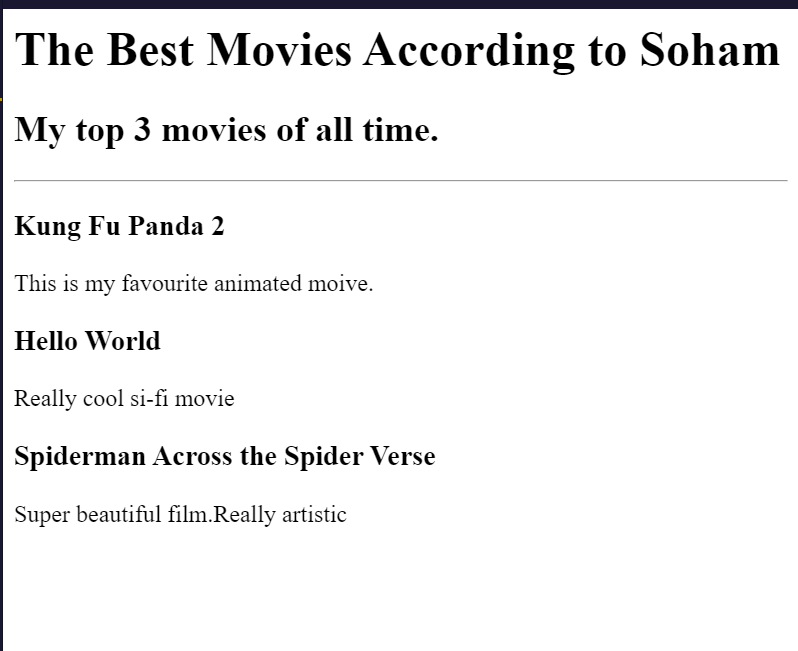 The Best Movies According to Soham
My top 3 movies of all time.
Kung Fu Panda 2
This is my favourite animated moive.
Hello World
Really cool si-fi movie
Spiderman Across the Spider Verse
Super beautiful film.Really artistic